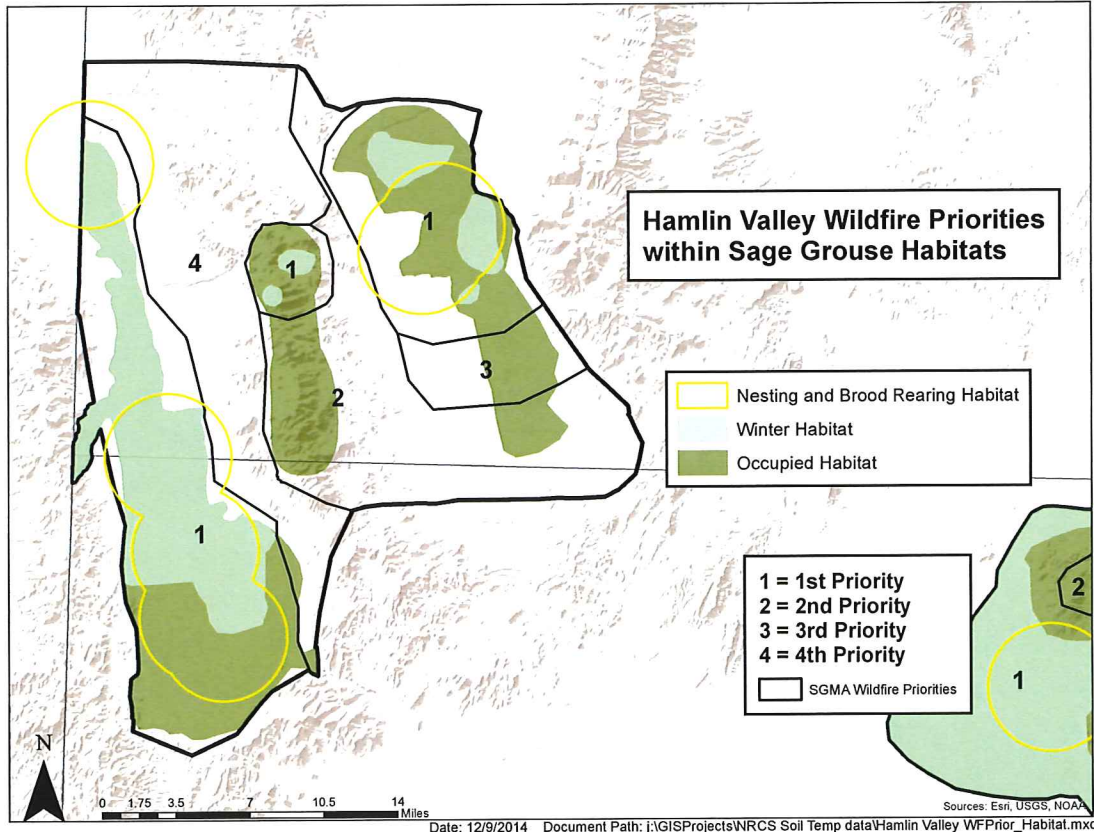 Hamlin Valley Wildfire Priorities
within Sage Grouse Habitats
4
1
1
2
3
1
Nesting and Brood Rearing Habitat
Winter Habitat
Occupied Habitat
1 = 1st Priority
2 = 2nd Priority
3 = 3rd Priority
4 = 4th Priority
SGMA Wildfire Priorities
2
1
N
0 1.75 3.5 7 10.5 14
Miles
Sources: Esri, USGS, NOAA
Date: 12/9/2014 Document Path: j:\GISProjects\NRCS Soil Temp data\Hamlin Valley WFPrior_Habitat.mxd